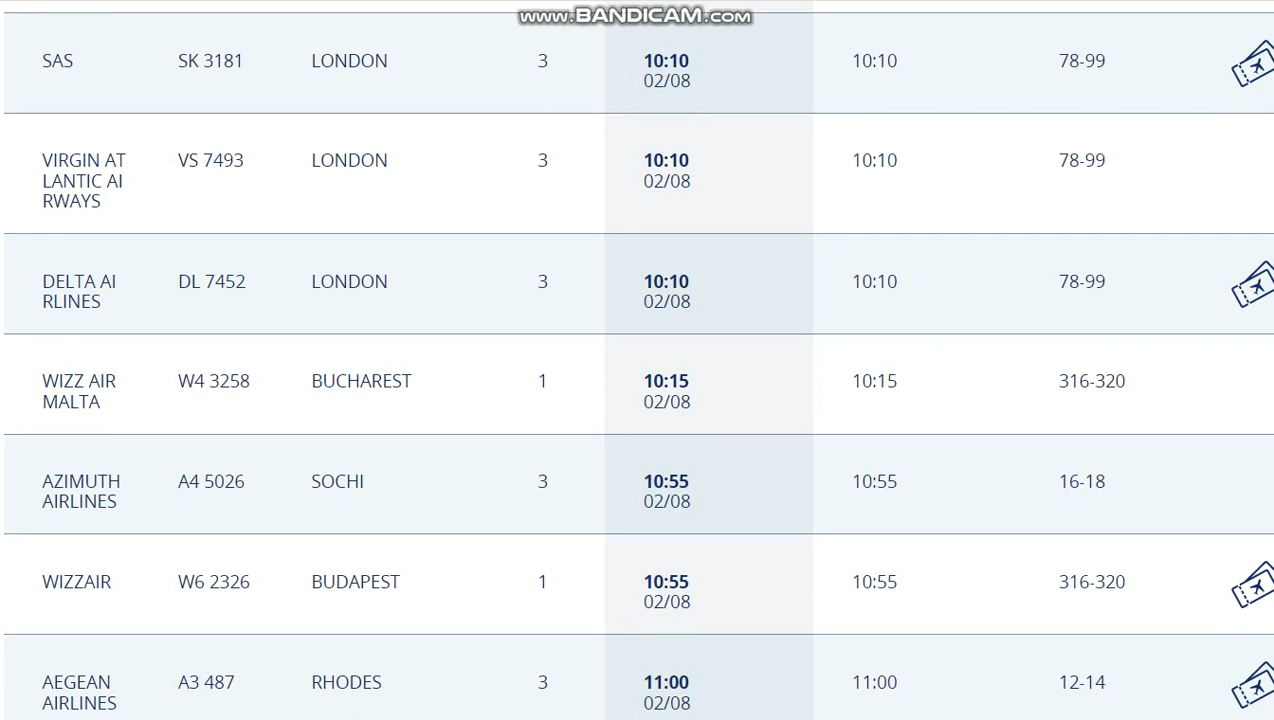 www.BANDICAM.com
SAS SK 3181 LONDON 3 10:10 10:10 78-99
02/08
VIRGIN AT VS 7493 LONDON 3 10:10 10:10 78-99
LANTIC AI 02/08
RWAYS
DELTA AI DL 7452 LONDON 3 10:10 10:10 78-99
RLINES 02/08
WIZZ AIR W4 3258 BUCHAREST 1 10:15 10:15 316-320
MALTA 02/08
AZIMUTH A4 5026 SOCHI 3 10:55 10:55 16-18
AIRLINES 02/08
WIZZAIR W6 2326 BUDAPEST 1 10:55 10:55 316-320
02/08
AEGEAN A3 487 RHODES 3 11:00 11:00 12-14
AIRLINES 02/08